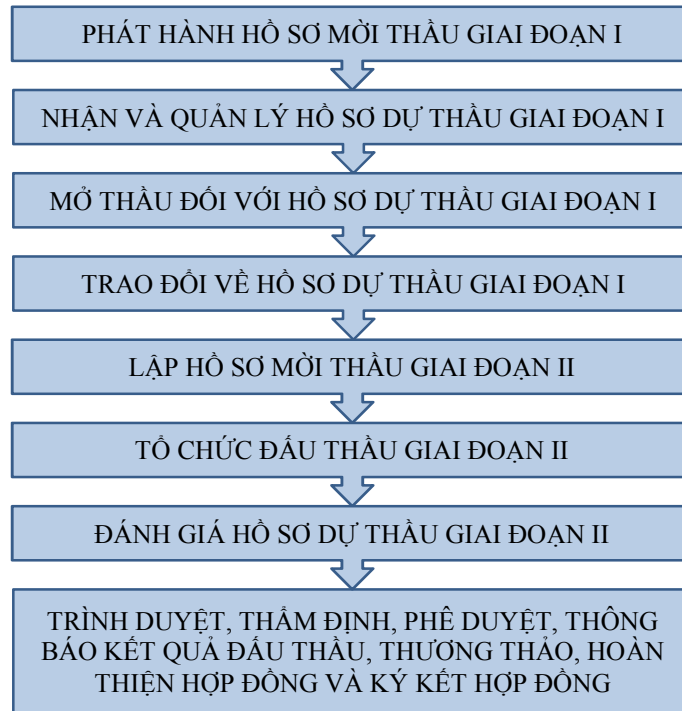 PHÁT HÀNH HỒ SƠ MỜI THẦU GIAI ĐOẠN I
NHẬN VÀ QUẢN LÝ HỒ SƠ DỰ THẦU GIAI ĐOẠN I
MỞ THẦU ĐỐI VỚI HỒ SƠ DỰ THẦU GIAI ĐOẠN I
TRAO ĐỔI VỀ HỒ SƠ DỰ THẦU GIAI ĐOẠN I
LẬP HỒ SƠ MỜI THẦU GIAI ĐOẠN II
TỔ CHỨC ĐẤU THẦU GIAI ĐOẠN II
ĐÁNH GIÁ HỒ SƠ DỰ THẦU GIAI ĐOẠN II
TRÌNH DUYỆT, THẨM ĐỊNH, PHÊ DUYỆT, THÔNG
BÁO KẾT QUẢ ĐẤU THẦU, THƯƠNG THẢO, HOÀN
THIỆN HỢP ĐỒNG VÀ KÝ KẾT HỢP ĐỒNG